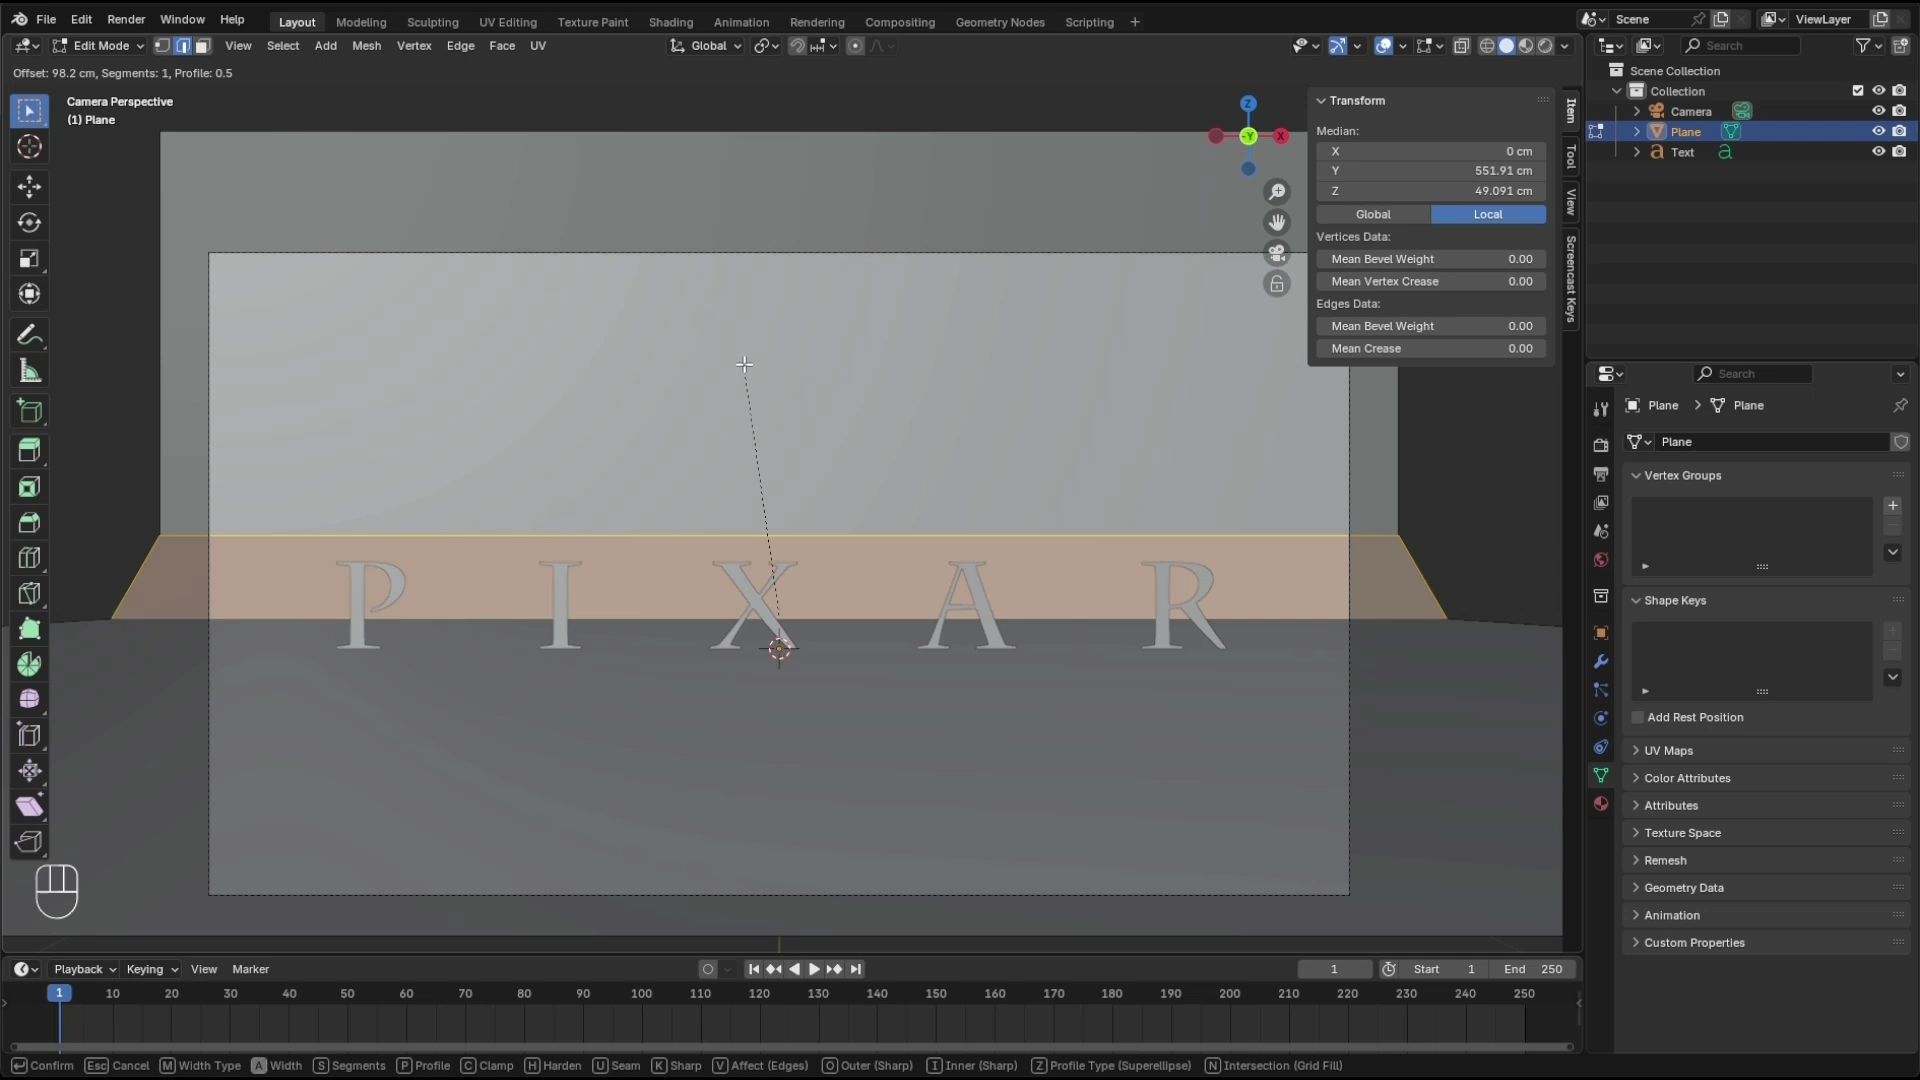 File Edit Render Window Help Layout Modeling Sculpting UV Editing Texture Paint Shading Animation Rendering Compositing Geometry Nodes Scripting + Scene ViewLayer
Edit Mode View Select Add Mesh Vertex Edge Face UV Global Search
Offset: 98.2 cm, Segments: 1, Profile: 0.5
Camera Perspective
(1) Plane
Z
-Y
X
P I X A R
Transform
Median:
X 0 cm
Y 551.91 cm
Z 49.091 cm
Global Local
Vertices Data:
Mean Bevel Weight 0.00
Mean Vertex Crease 0.00
Edges Data:
Mean Bevel Weight 0.00
Mean Crease 0.00
Item
Tool
View
Screencast Keys
Scene Collection
Collection
Camera
Plane
Text
Search
Plane > Plane
Plane
Vertex Groups
Shape Keys
Add Rest Position
UV Maps
Color Attributes
Attributes
Texture Space
Remesh
Geometry Data
Animation
Custom Properties
Playback Keying View Marker 1 Start 1 End 250
1 10 20 30 40 50 60 70 80 90 100 110 120 130 140 150 160 170 180 190 200 210 220 230 240 250
Confirm Esc Cancel M Width Type A Width S Segments P Profile C Clamp H Harden U Seam K Sharp V Affect (Edges) O Outer (Sharp) I Inner (Sharp) Z Profile Type (Superellipse) N Intersection (Grid Fill)